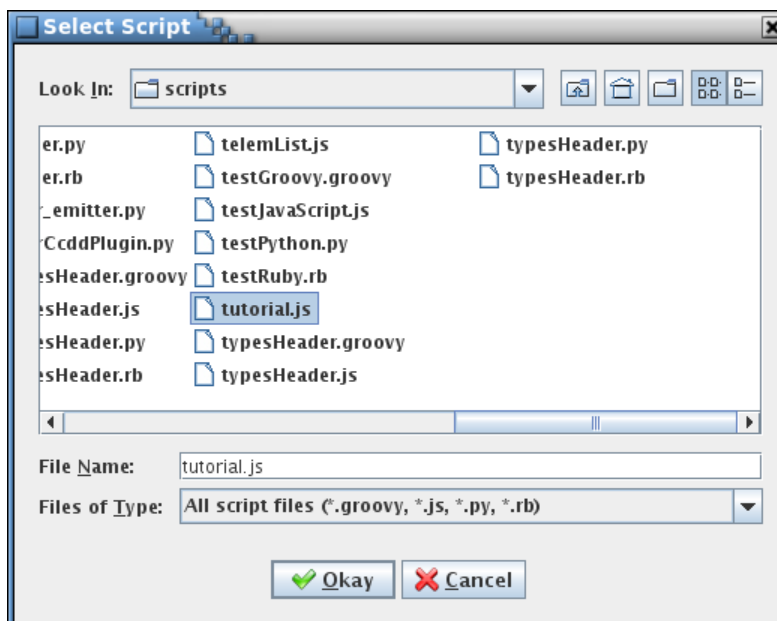 Select Script
Look In: scripts
er.py telemList.js typesHeader.py
er.rb testGroovy.groovy typesHeader.rb
r_emitter.py testJavaScript.js
rCcddPlugin.py testPython.py
esHeader.groovy testRuby.rb
esHeader.js tutorial.js
esHeader.py typesHeader.groovy
esHeader.rb typesHeader.js
File Name: tutorial.js
Files of Type: All script files (*.groovy, *.js, *.py, *.rb)
Okay Cancel